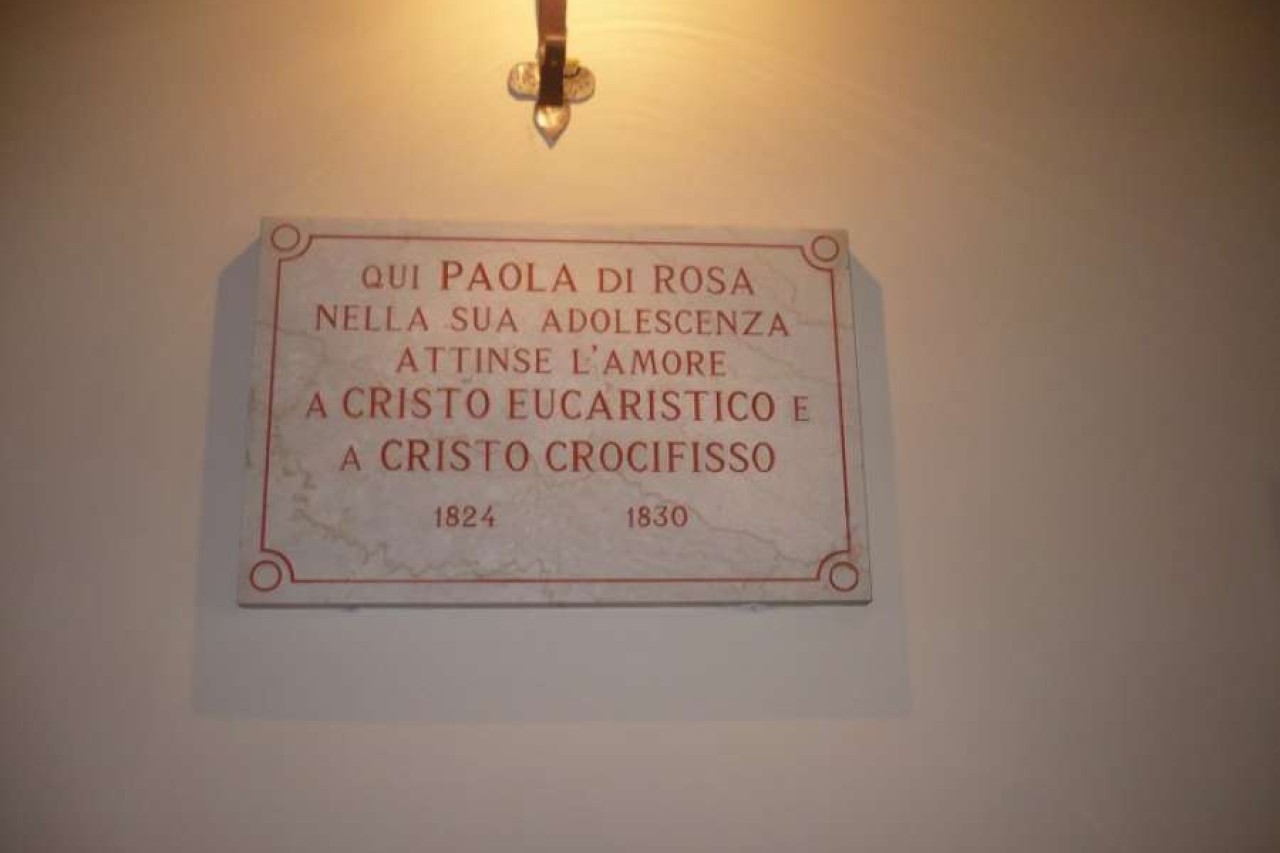 QUI PAOLA DI ROSA
NELLA SUA ADOLESCENZA
ATTINSE L'AMORE
A CRISTO EUCARISTICO E
A CRISTO CROCIFISSO
1824 1830